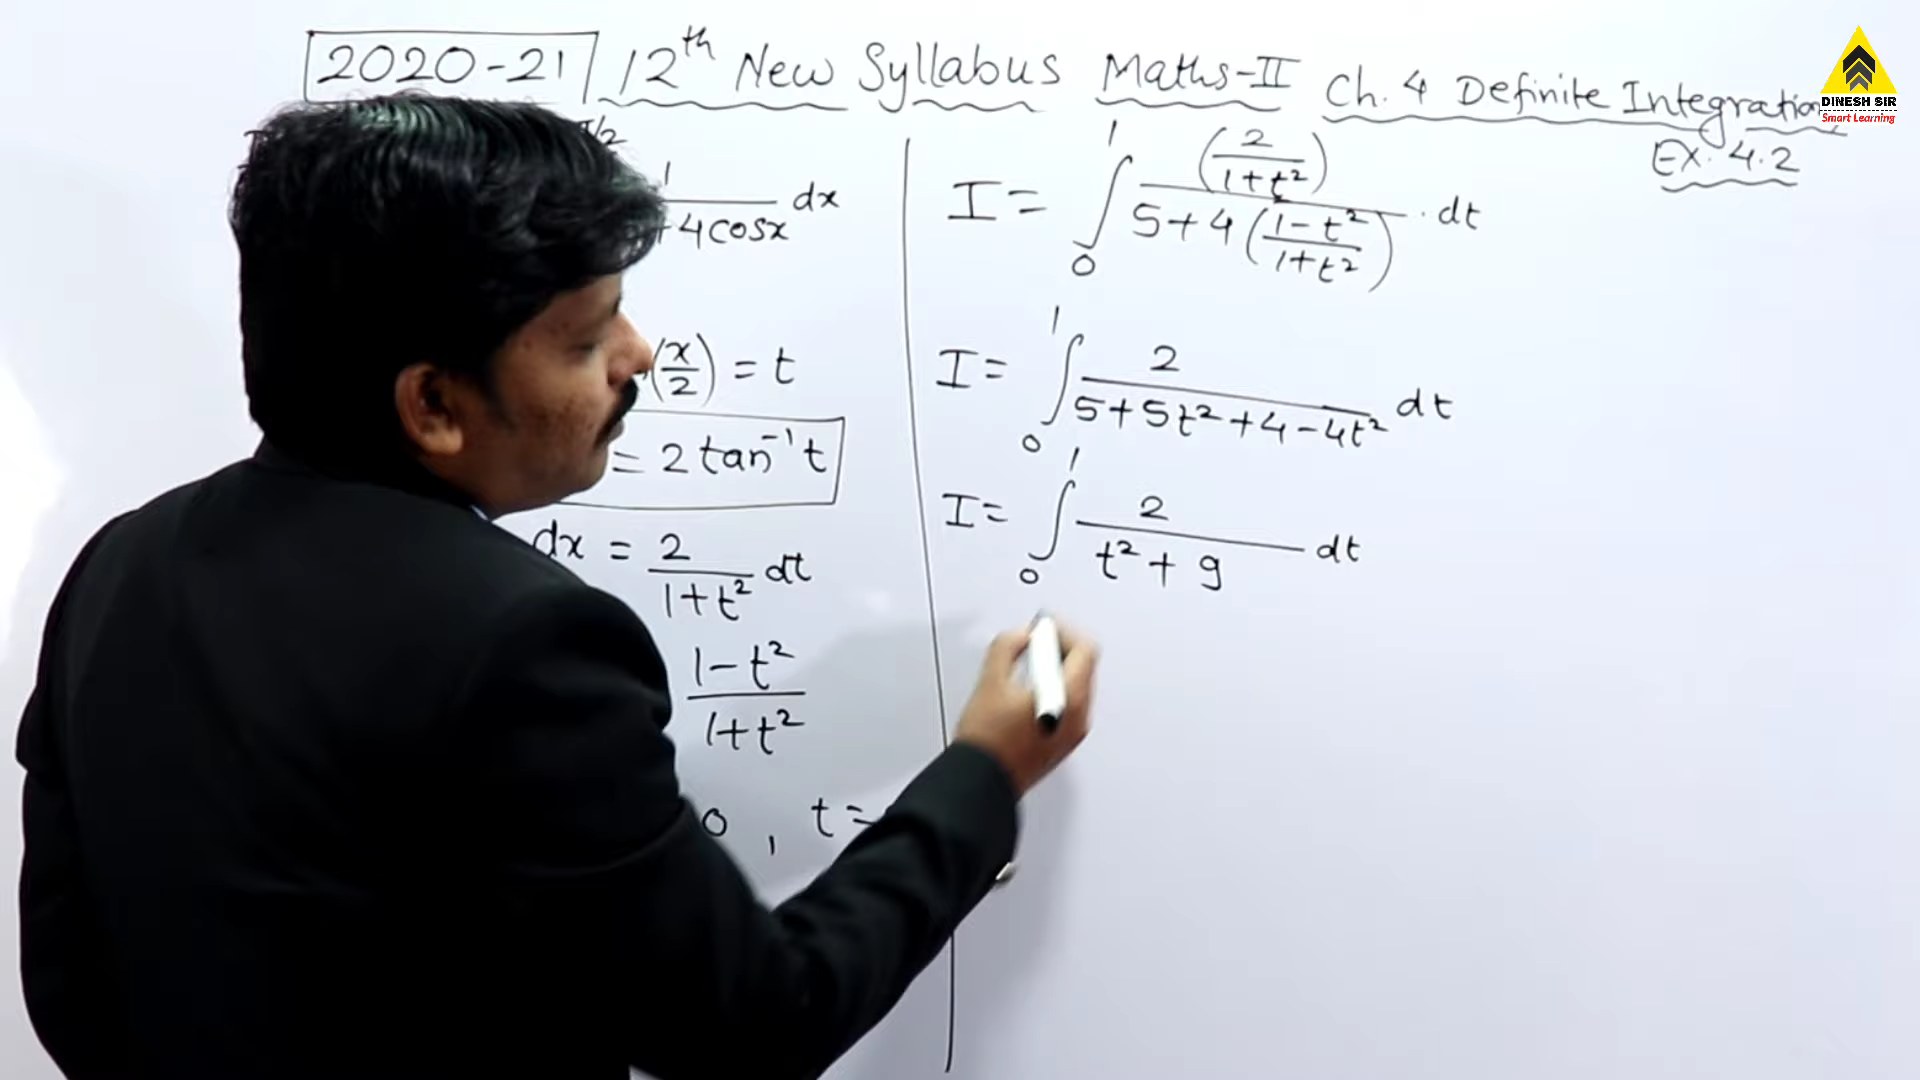 2020-21 12th New Syllabus Maths-II Ch. 4 Definite Integration
Ex. 4.2
DINESH SIR
Smart Learning
π/2
1
+4cosx dx
(x/2) = t
= 2 tan⁻¹ t
dx = 2/(1+t²) dt
1-t²
1+t²
0 , t=
I = ∫₀¹ (2/(1+t²)) / (5+4((1-t²)/(1+t²))) . dt
I = ∫₀¹ 2/(5+5t²+4-4t²) dt
I = ∫₀¹ 2/(t²+9) dt